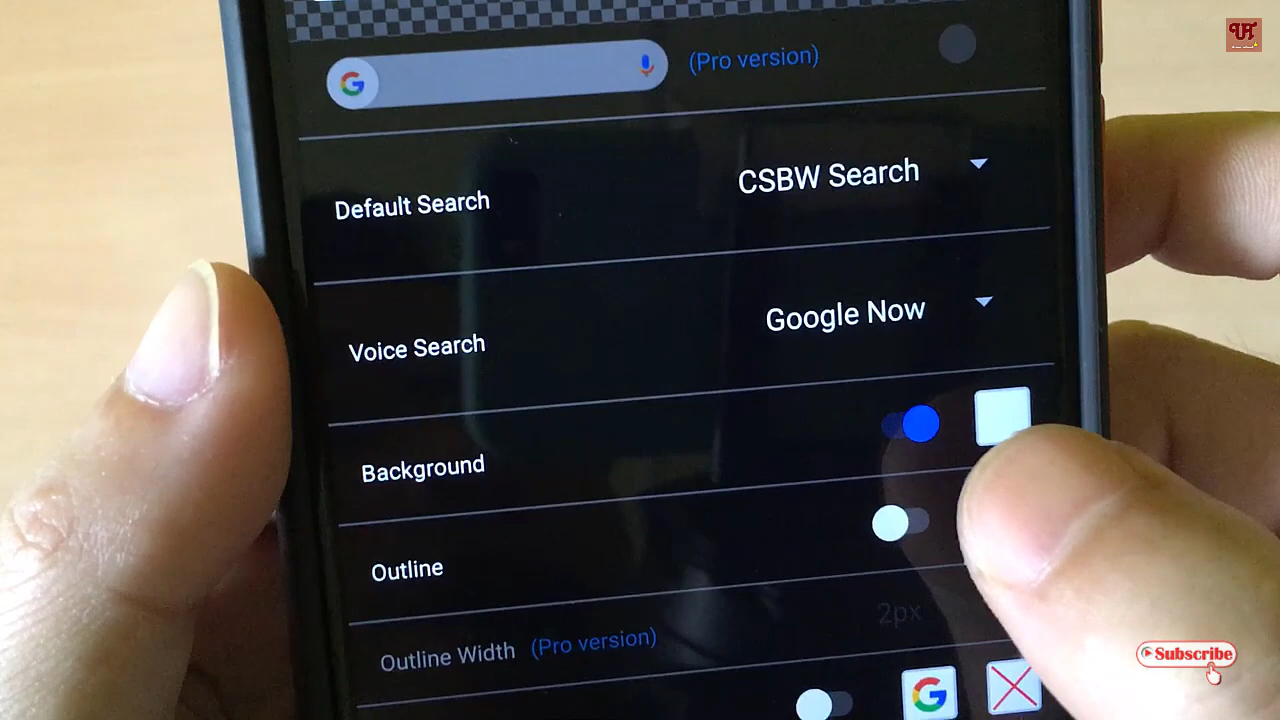 (Pro version)
Default Search
CSBW Search
Voice Search
Google Now
Background
Outline
2px
Outline Width (Pro version)
Subscribe